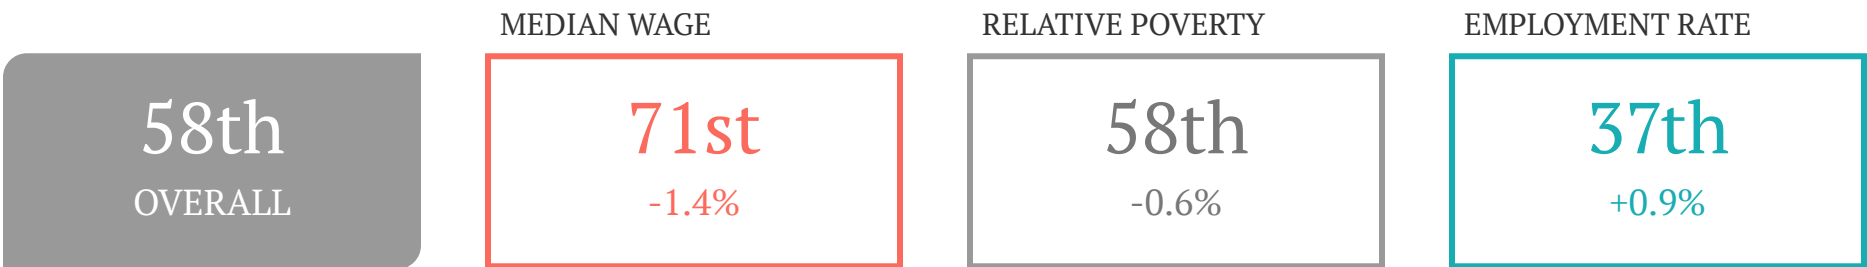 MEDIAN WAGE
RELATIVE POVERTY
EMPLOYMENT RATE
58th
OVERALL
71st
-1.4%
58th
-0.6%
37th
+0.9%